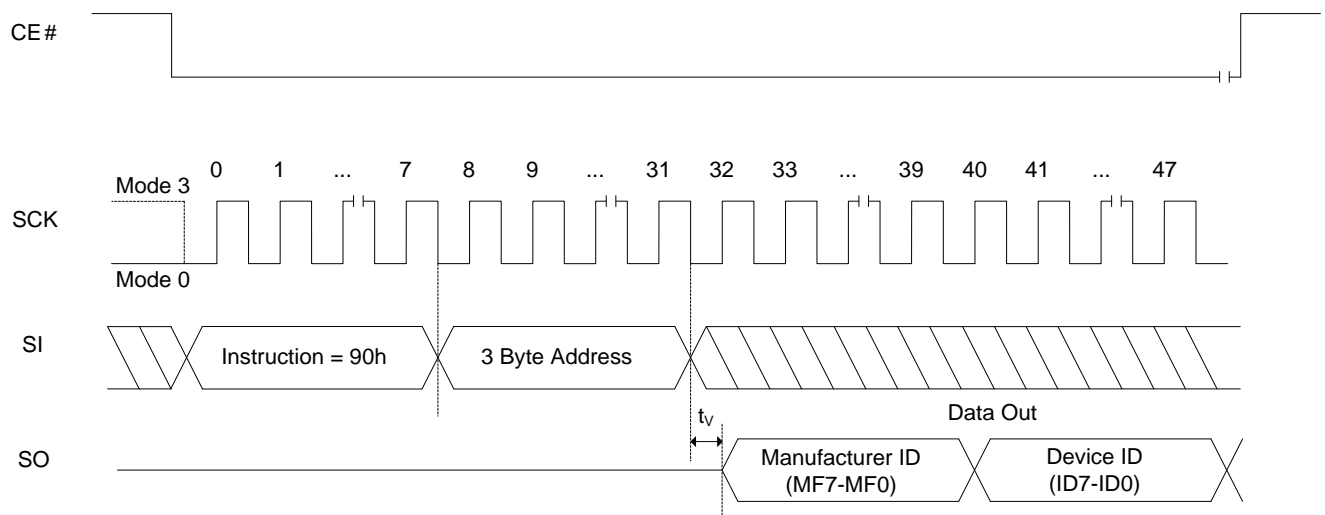 CE#
0 1 ... 7 8 9 ... 31 32 33 ... 39 40 41 ... 47
Mode 3
SCK
Mode 0
SI
Instruction = 90h
3 Byte Address
tV
Data Out
SO
Manufacturer ID
(MF7-MF0)
Device ID
(ID7-ID0)